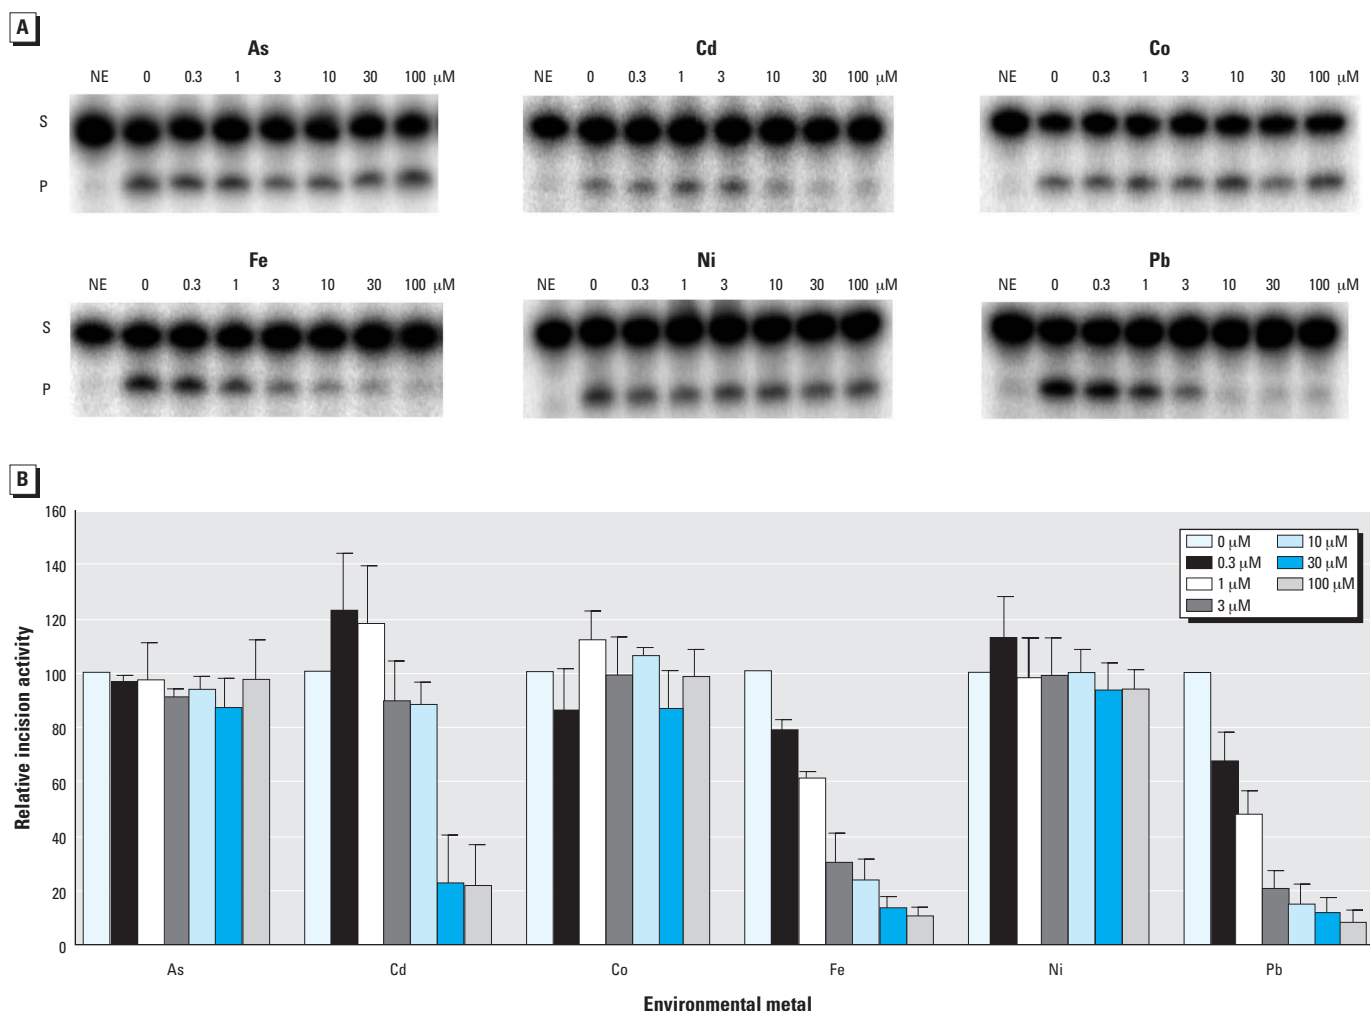 A
As
NE 0 0.3 1 3 10 30 100 μM
Cd
NE 0 0.3 1 3 10 30 100 μM
Co
NE 0 0.3 1 3 10 30 100 μM
S
P
Fe
NE 0 0.3 1 3 10 30 100 μM
Ni
NE 0 0.3 1 3 10 30 100 μM
Pb
NE 0 0.3 1 3 10 30 100 μM
S
P
B
Relative incision activity
160
140
120
100
80
60
40
20
0
0 μM
0.3 μM
1 μM
3 μM
10 μM
30 μM
100 μM
As Cd Co Fe Ni Pb
Environmental metal